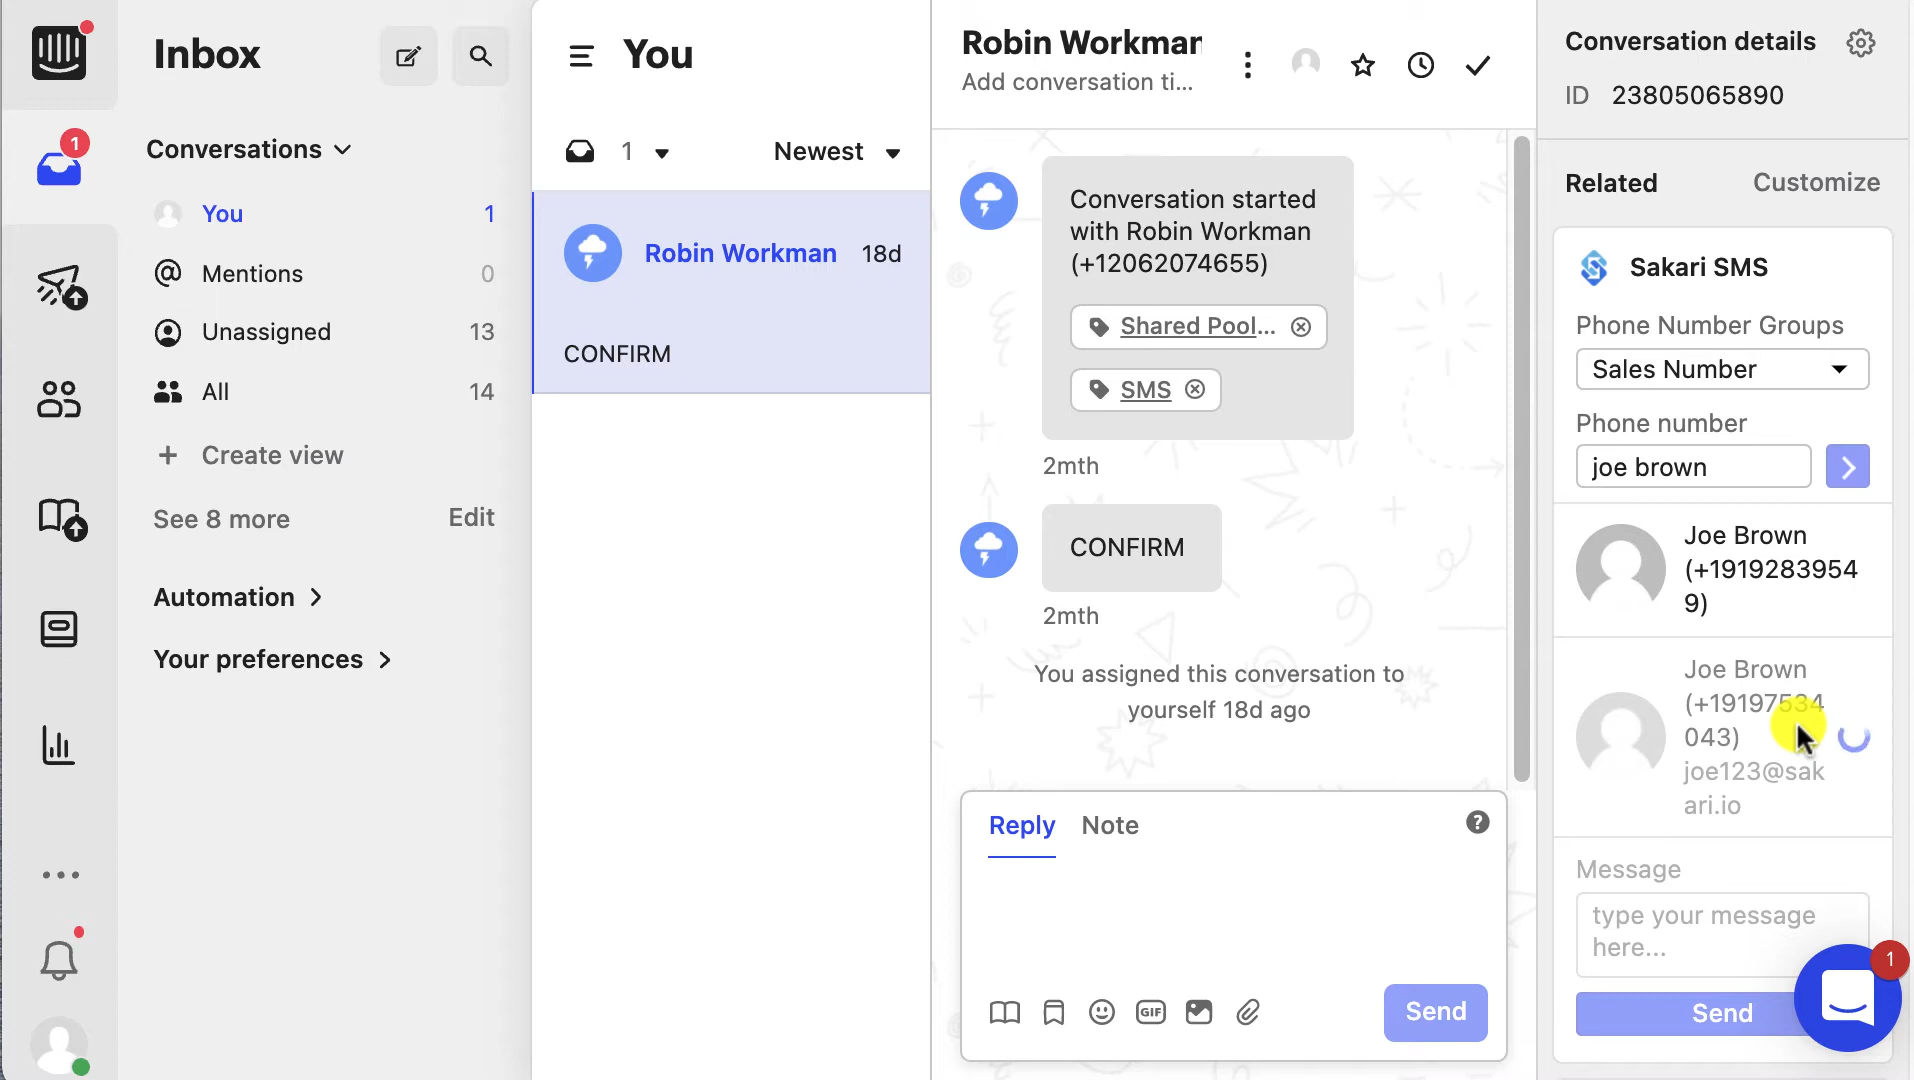 Inbox
1
Conversations
You 1
Mentions 0
Unassigned 13
All 14
+ Create view
See 8 more Edit
Automation
Your preferences
You
1
Newest
Robin Workman 18d
CONFIRM
Robin Workman
Add conversation ti...
Conversation started
with Robin Workman
(+12062074655)
Shared Pool...
SMS
2mth
CONFIRM
2mth
You assigned this conversation to
yourself 18d ago
Reply Note
?
GIF
Send
Conversation details
ID 23805065890
Related Customize
Sakari SMS
Phone Number Groups
Sales Number
Phone number
joe brown
Joe Brown
(+1919283954
9)
Joe Brown
(+19197534
043)
joe123@sak
ari.io
Message
type your message
here...
Send
1